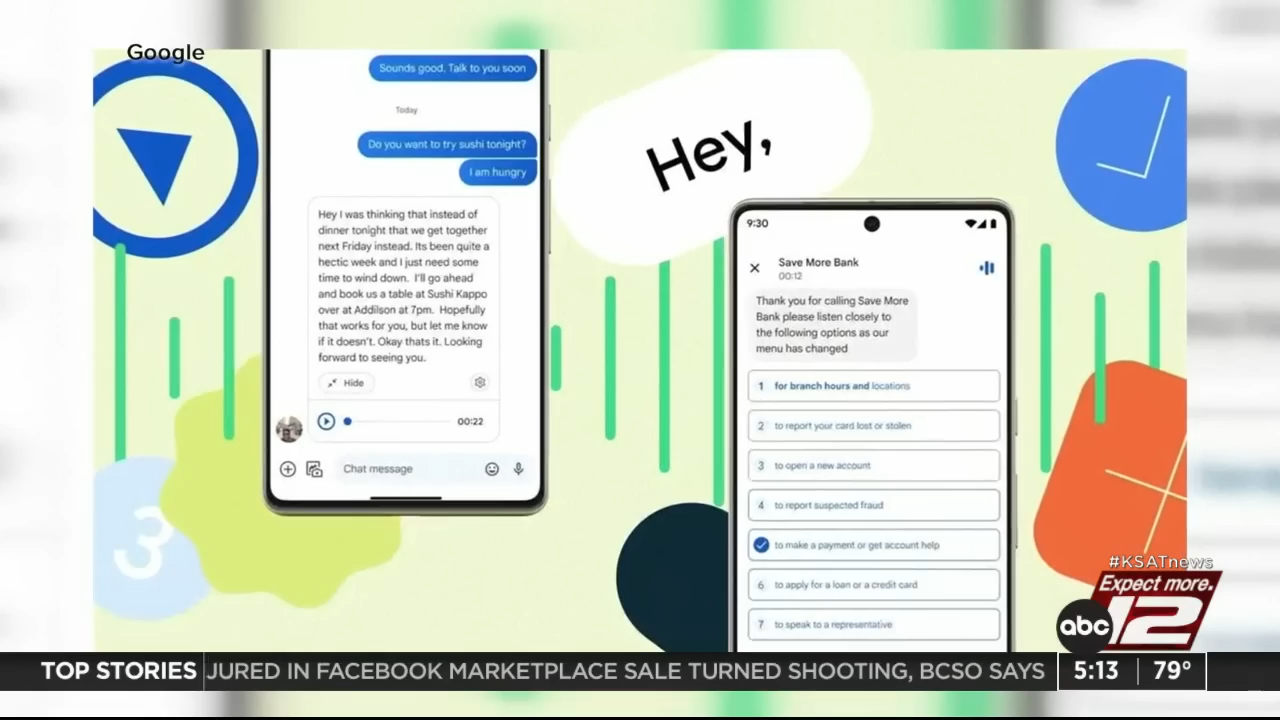 Google
Sounds good. Talk to you soon
Today
Do you want to try sushi tonight?
I am hungry
Hey I was thinking that instead of
dinner tonight that we get together
next Friday instead. Its been quite a
hectic week and I just need some
time to wind down. I'll go ahead
and book us a table at Sushi Kappo
over at Addilson at 7pm. Hopefully
that works for you, but let me know
if it doesn't. Okay thats it. Looking
forward to seeing you.
Hide
00:22
Chat message
3
Hey,
9:30
Save More Bank
00:12
Thank you for calling Save More
Bank please listen closely to
the following options as our
menu has changed
1 for branch hours and locations
2 to report your card lost or stolen
3 to open a new account
4 to report suspected fraud
to make a payment or get account help
6 to apply for a loan or a credit card
7 to speak to a representative
#KSATnews
Expect more.
abc 12
TOP STORIES JURED IN FACEBOOK MARKETPLACE SALE TURNED SHOOTING, BCSO SAYS 5:13 79°